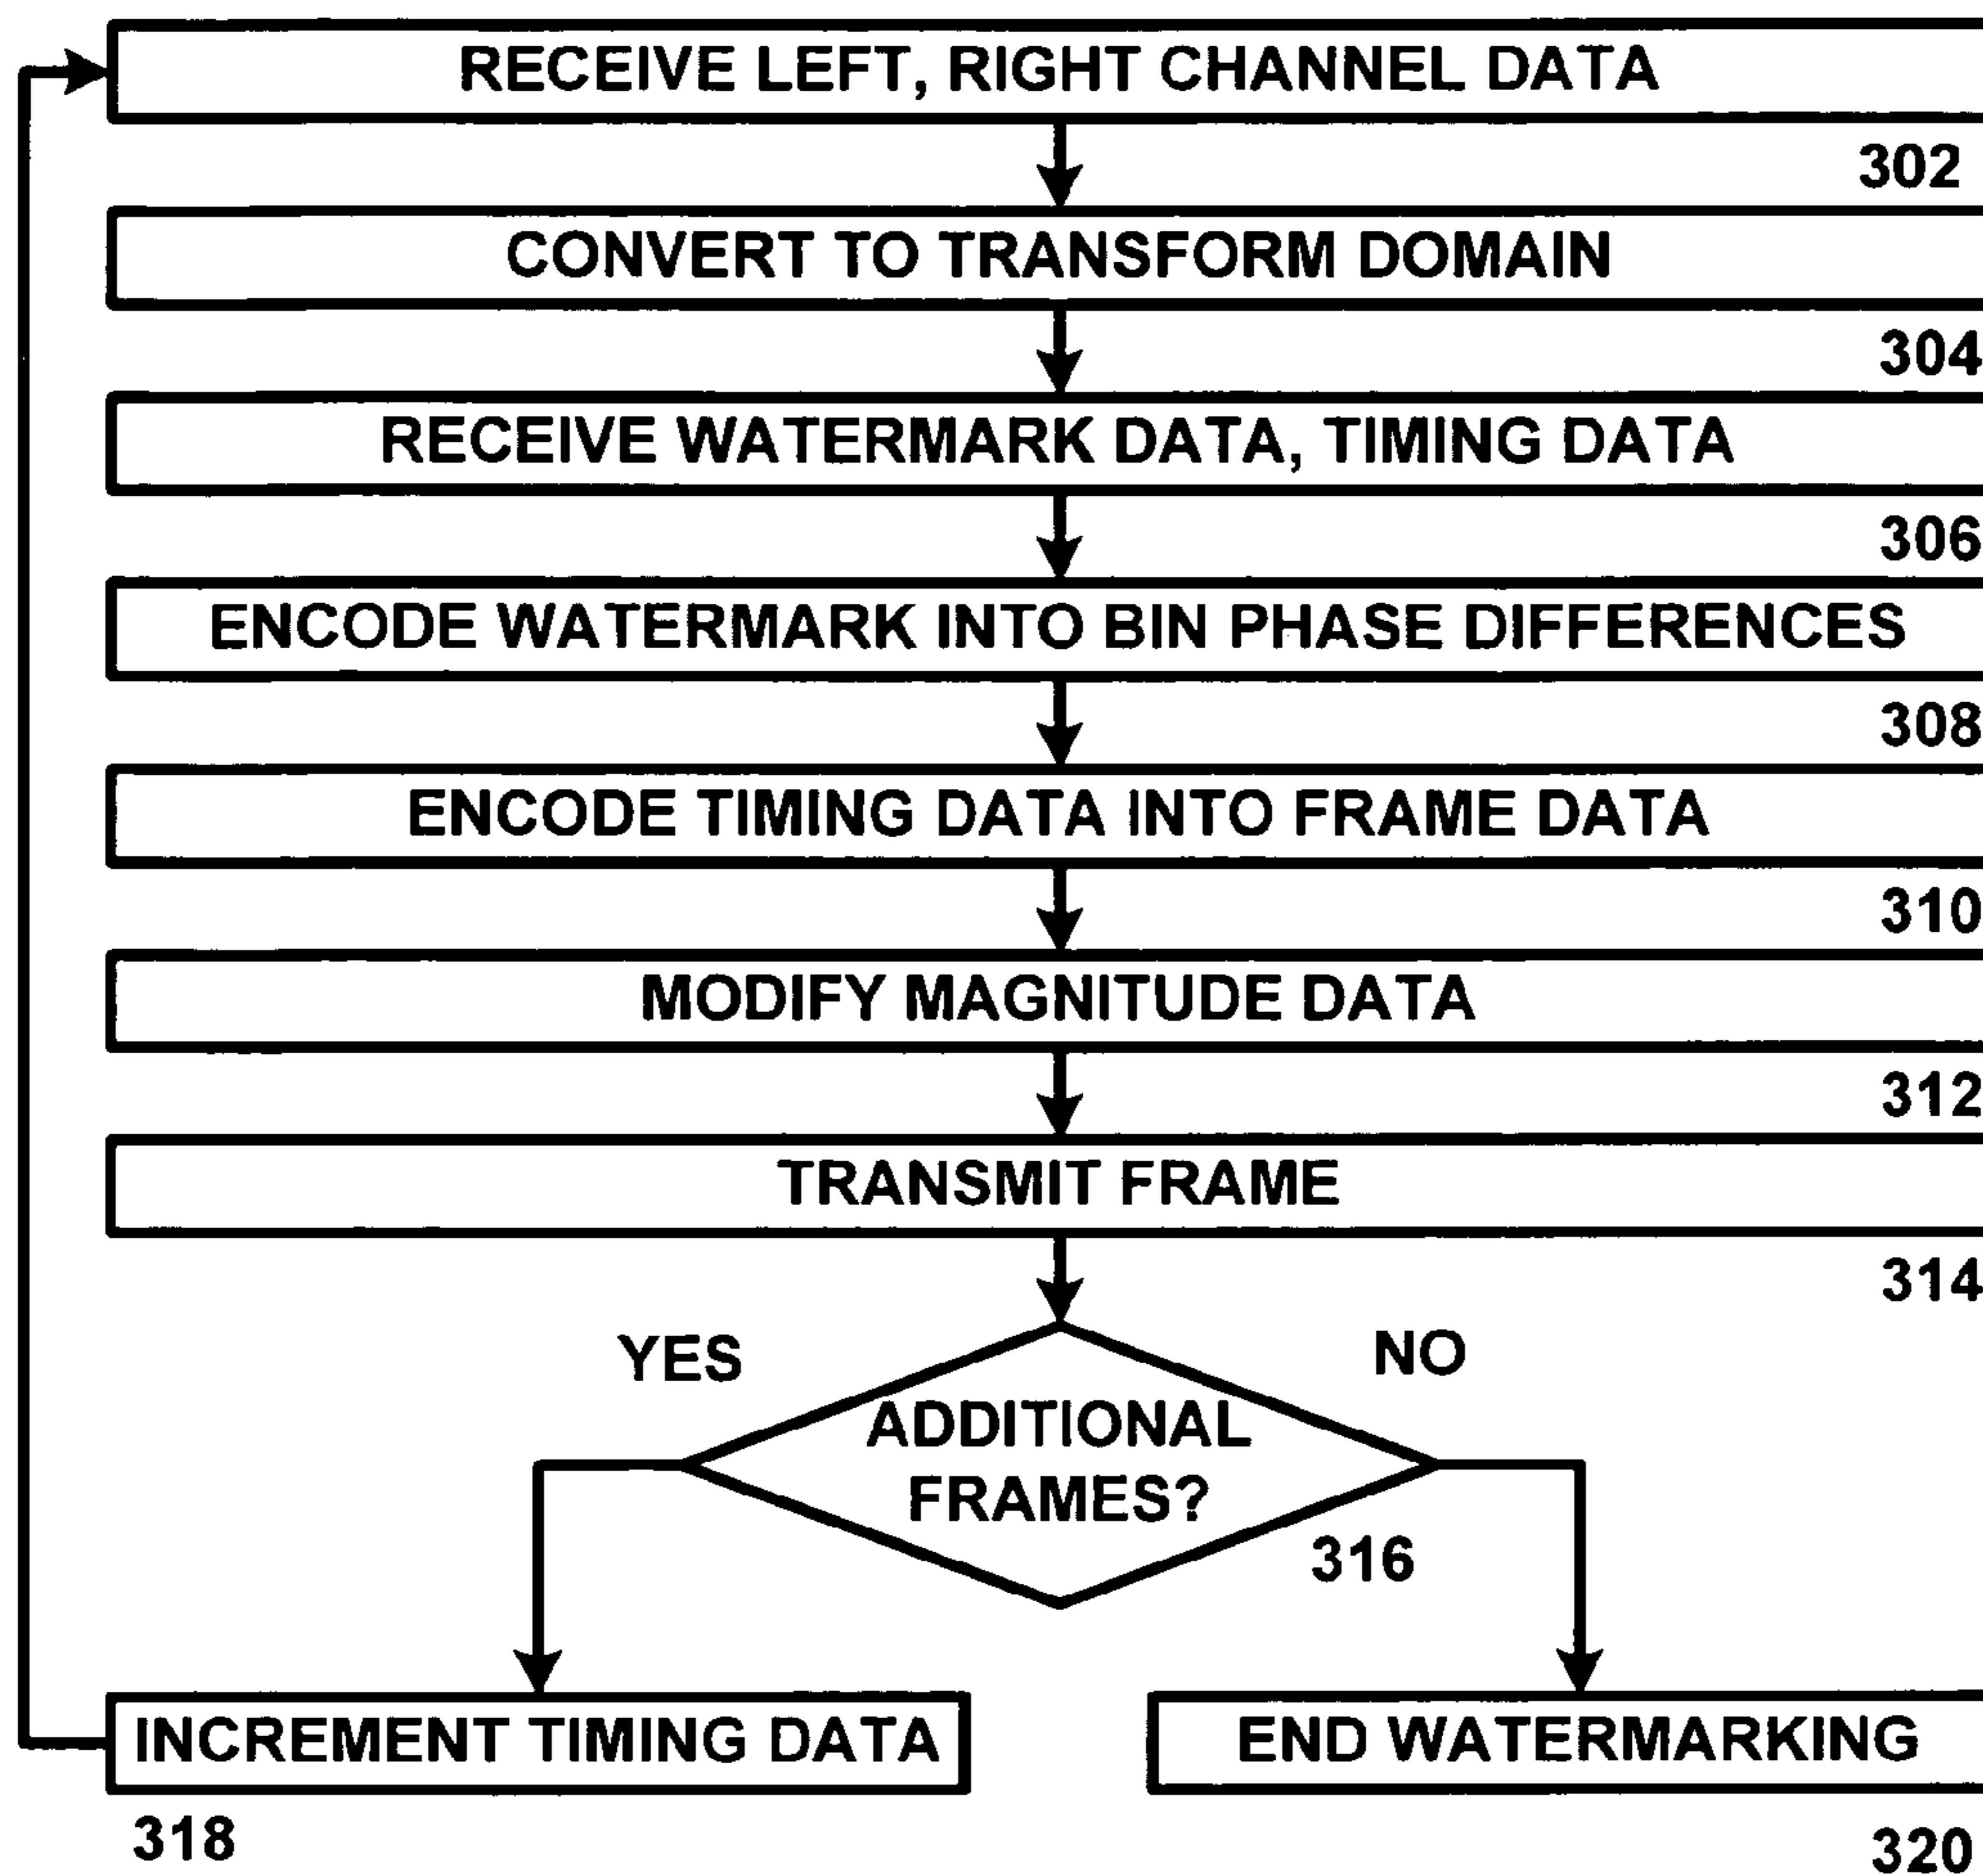 RECEIVE LEFT, RIGHT CHANNEL DATA
302
CONVERT TO TRANSFORM DOMAIN
304
RECEIVE WATERMARK DATA, TIMING DATA
306
ENCODE WATERMARK INTO BIN PHASE DIFFERENCES
308
ENCODE TIMING DATA INTO FRAME DATA
310
MODIFY MAGNITUDE DATA
312
TRANSMIT FRAME
314
YES
NO
ADDITIONAL
FRAMES?
316
INCREMENT TIMING DATA
END WATERMARKING
318
320